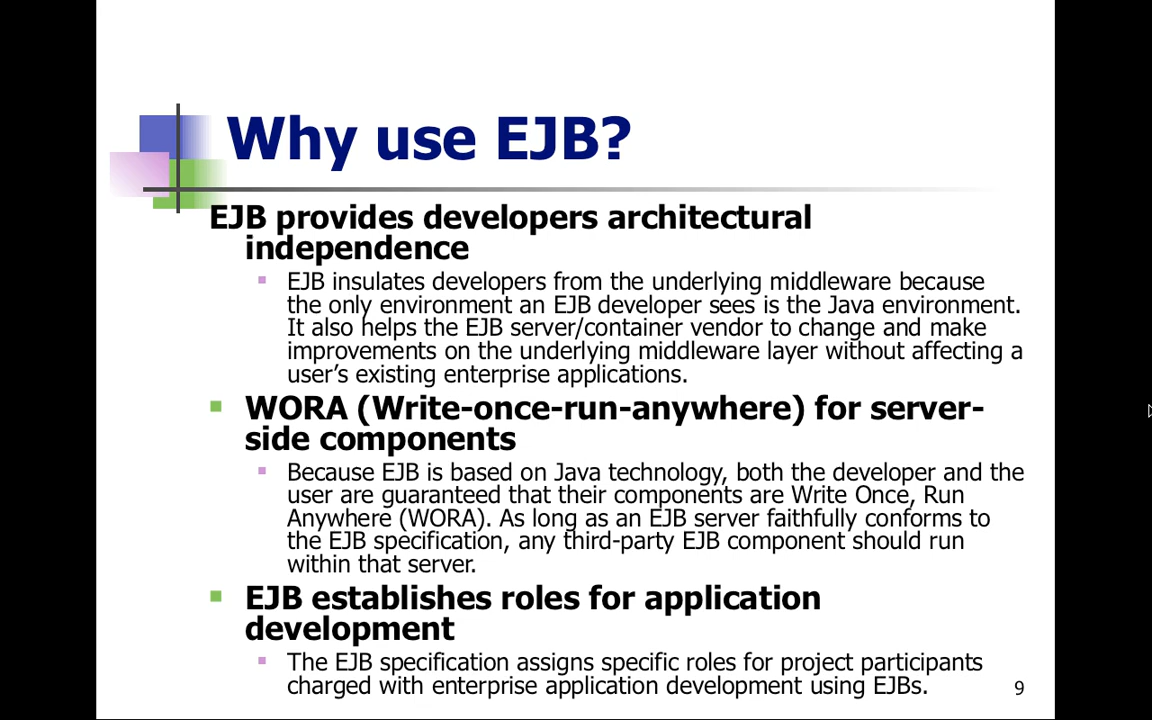 Why use EJB?
EJB provides developers architectural
independence
EJB insulates developers from the underlying middleware because
the only environment an EJB developer sees is the Java environment.
It also helps the EJB server/container vendor to change and make
improvements on the underlying middleware layer without affecting a
user’s existing enterprise applications.
WORA (Write-once-run-anywhere) for server-
side components
Because EJB is based on Java technology, both the developer and the
user are guaranteed that their components are Write Once, Run
Anywhere (WORA). As long as an EJB server faithfully conforms to
the EJB specification, any third-party EJB component should run
within that server.
EJB establishes roles for application
development
The EJB specification assigns specific roles for project participants
charged with enterprise application development using EJBs.
9